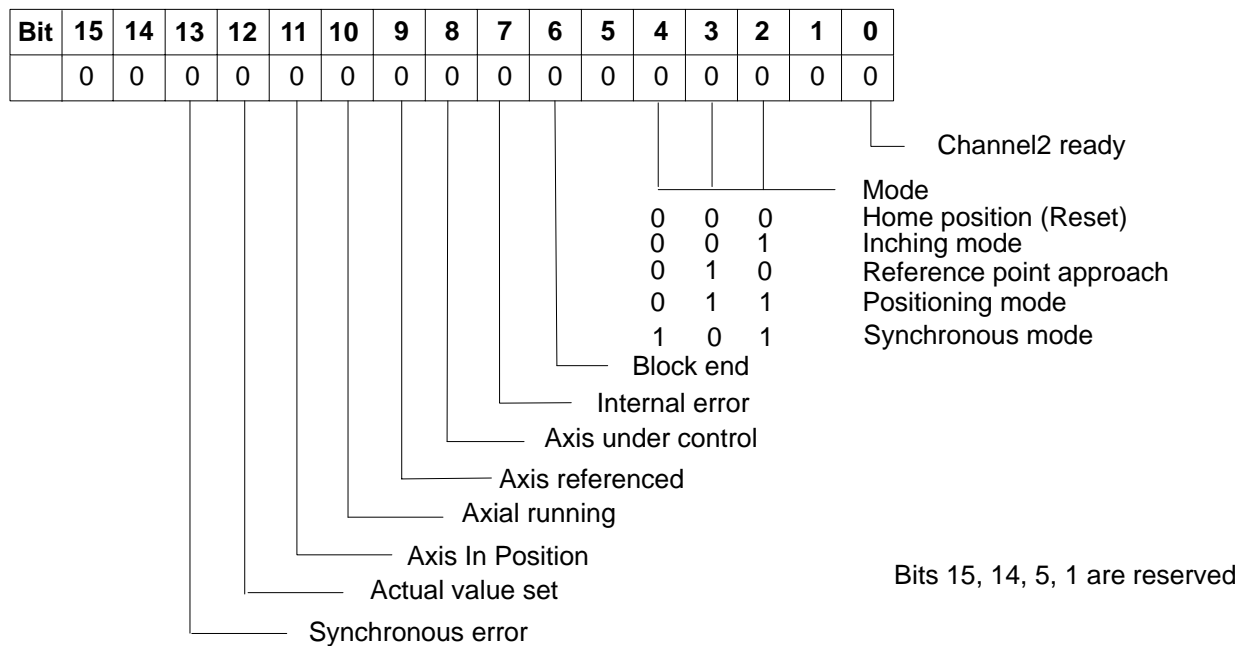 Bit 15 14 13 12 11 10 9 8 7 6 5 4 3 2 1 0
0 0 0 0 0 0 0 0 0 0 0 0 0 0 0 0
Channel2 ready
Mode
0 0 0 Home position (Reset)
0 0 1 Inching mode
0 1 0 Reference point approach
0 1 1 Positioning mode
1 0 1 Synchronous mode
Block end
Internal error
Axis under control
Axis referenced
Axial running
Axis In Position
Bits 15, 14, 5, 1 are reserved
Actual value set
Synchronous error